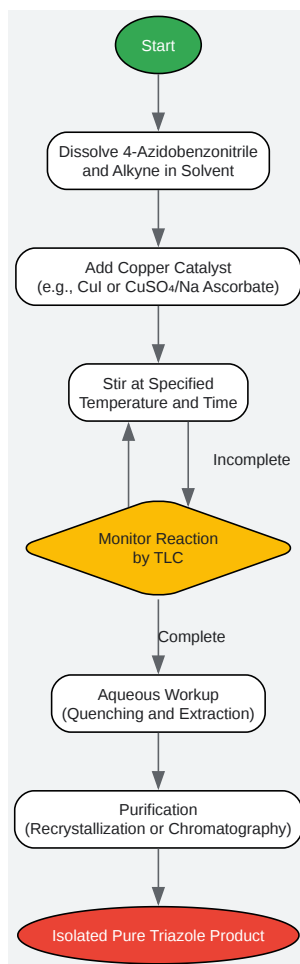 Start
Dissolve 4-Azidobenzonitrile
and Alkyne in Solvent
Add Copper Catalyst
(e.g., CuI or CuSO₄/Na Ascorbate)
Stir at Specified
Temperature and Time
Incomplete
Monitor Reaction
by TLC
Complete
Aqueous Workup
(Quenching and Extraction)
Purification
(Recrystallization or Chromatography)
Isolated Pure Triazole Product